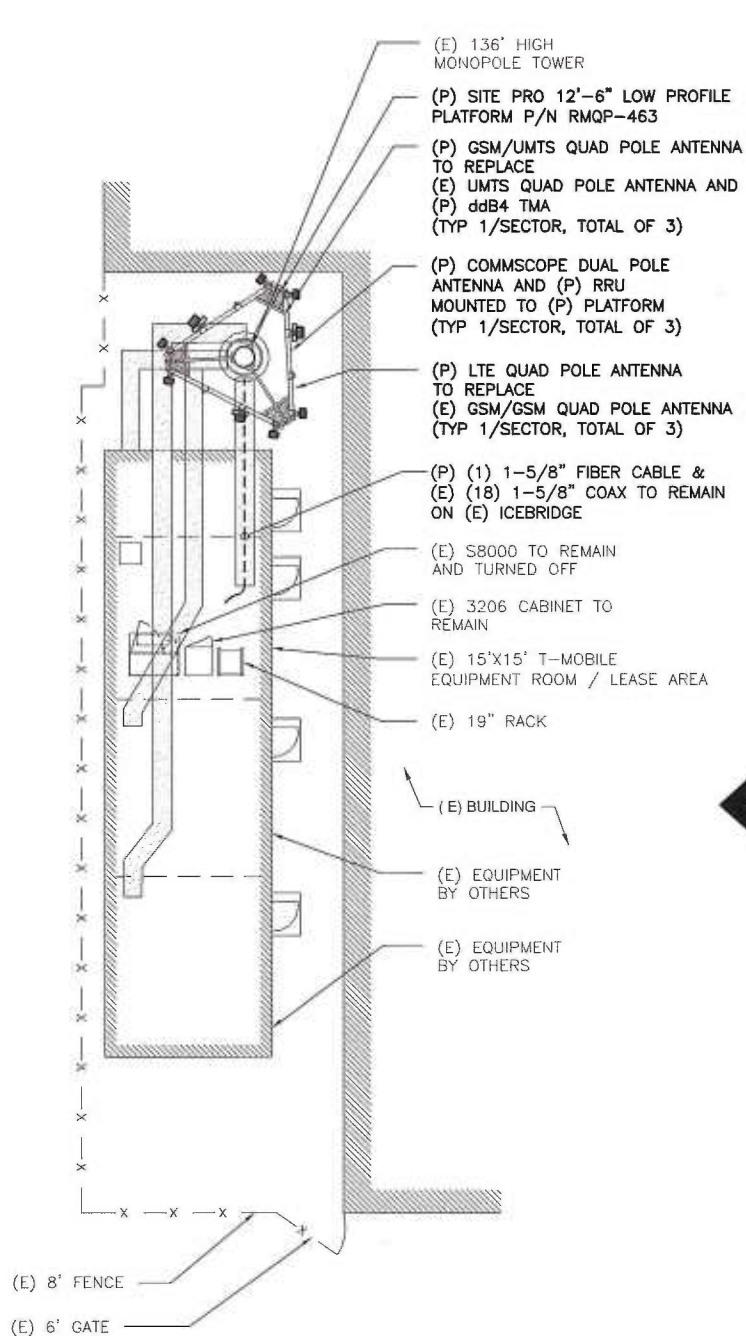 (E) 136' HIGH
MONOPOLE TOWER
(P) SITE PRO 12'-6" LOW PROFILE
PLATFORM P/N RMQP-463
(P) GSM/UMTS QUAD POLE ANTENNA
TO REPLACE
(E) UMTS QUAD POLE ANTENNA AND
(P) ddB4 TMA
(TYP 1/SECTOR, TOTAL OF 3)
(P) COMMSCOPE DUAL POLE
ANTENNA AND (P) RRU
MOUNTED TO (P) PLATFORM
(TYP 1/SECTOR, TOTAL OF 3)
(P) LTE QUAD POLE ANTENNA
TO REPLACE
(E) GSM/GSM QUAD POLE ANTENNA
(TYP 1/SECTOR, TOTAL OF 3)
(P) (1) 1-5/8" FIBER CABLE &
(E) (18) 1-5/8" COAX TO REMAIN
ON (E) ICEBRIDGE
(E) S8000 TO REMAIN
AND TURNED OFF
(E) 3206 CABINET TO
REMAIN
(E) 15'X15' T-MOBILE
EQUIPMENT ROOM / LEASE AREA
(E) 19" RACK
(E) BUILDING
(E) EQUIPMENT
BY OTHERS
(E) EQUIPMENT
BY OTHERS
(E) 8' FENCE
(E) 6' GATE